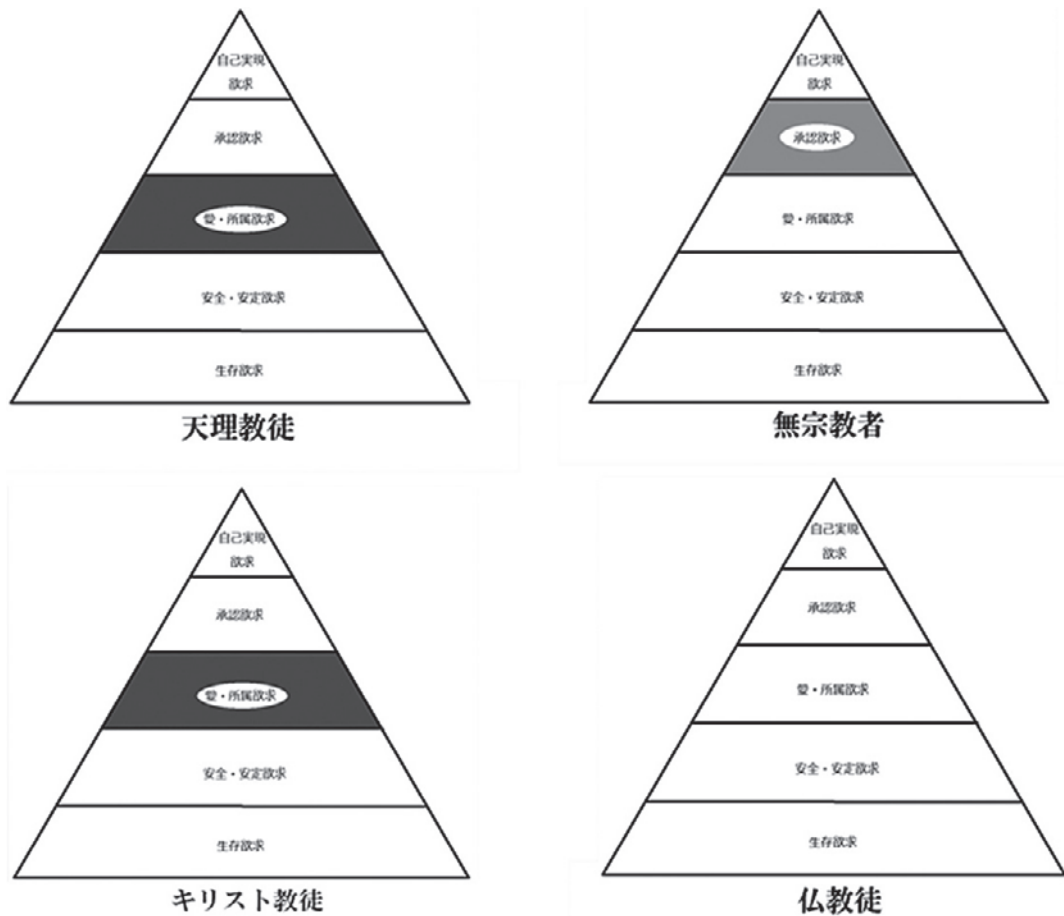 自己実現
欲求
承認欲求
愛・所属欲求
安全・安定欲求
生存欲求
天理教徒
自己実現
欲求
承認欲求
愛・所属欲求
安全・安定欲求
生存欲求
無宗教者
自己実現
欲求
承認欲求
愛・所属欲求
安全・安定欲求
生存欲求
キリスト教徒
自己実現
欲求
承認欲求
愛・所属欲求
安全・安定欲求
生存欲求
仏教徒